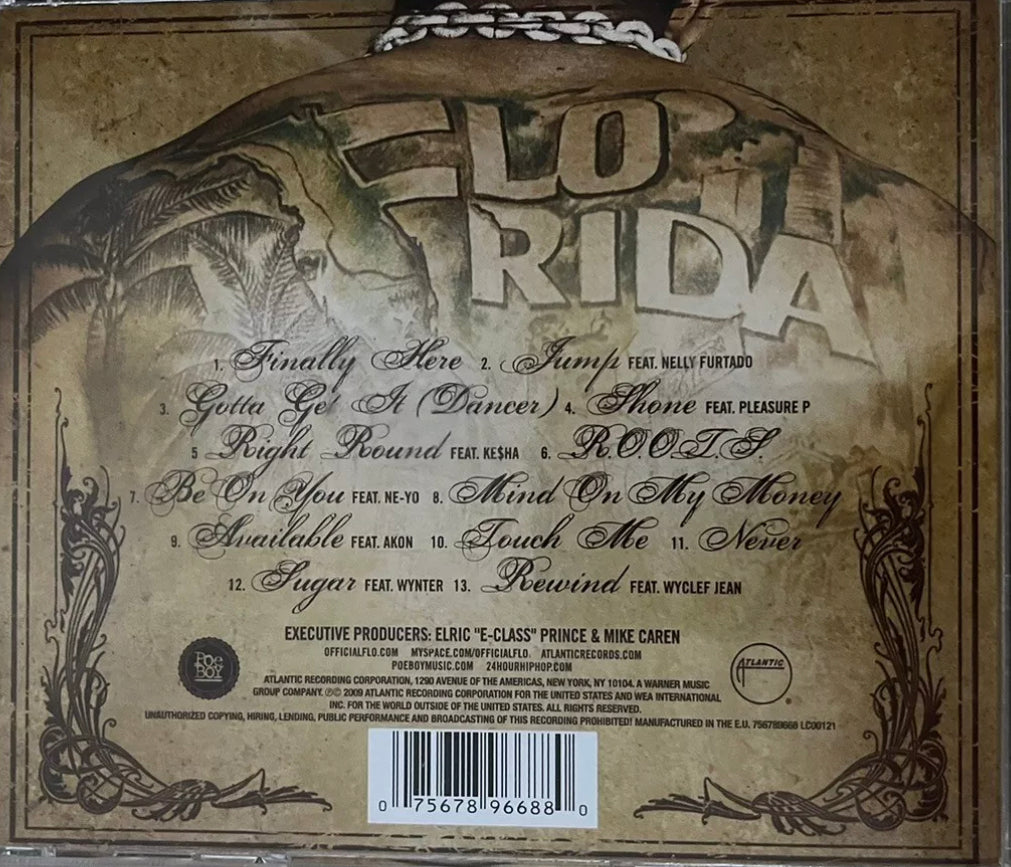 FLO
RIDA
1. Finally Here 2. Jump FEAT. NELLY FURTADO
3. Gotta Get It (Dancer) 4. Shone FEAT. PLEASURE P
5 Right Round FEAT. KE$HA 6. R.O.O.T.S.
7. Be On You FEAT. NE-YO 8. Mind On My Money
9. Available FEAT. AKON 10. Touch Me 11. Never
12. Sugar FEAT. WYNTER 13. Rewind FEAT. WYCLEF JEAN
EXECUTIVE PRODUCERS: ELRIC "E-CLASS" PRINCE & MIKE CAREN
OFFICIALFLO.COM MYSPACE.COM/OFFICIALFLO ATLANTICRECORDS.COM
POEBOYMUSIC.COM 24HOURHIPHOP.COM
POE
BOY
ATLANTIC
ATLANTIC RECORDING CORPORATION, 1290 AVENUE OF THE AMERICAS, NEW YORK, NY 10104. A WARNER MUSIC
GROUP COMPANY. ℗© 2009 ATLANTIC RECORDING CORPORATION FOR THE UNITED STATES AND WEA INTERNATIONAL
INC. FOR THE WORLD OUTSIDE OF THE UNITED STATES. ALL RIGHTS RESERVED.
UNAUTHORIZED COPYING, HIRING, LENDING, PUBLIC PERFORMANCE AND BROADCASTING OF THIS RECORDING PROHIBITED! MANUFACTURED IN THE E.U. 756789668 LC00121
0 75678 96688 0